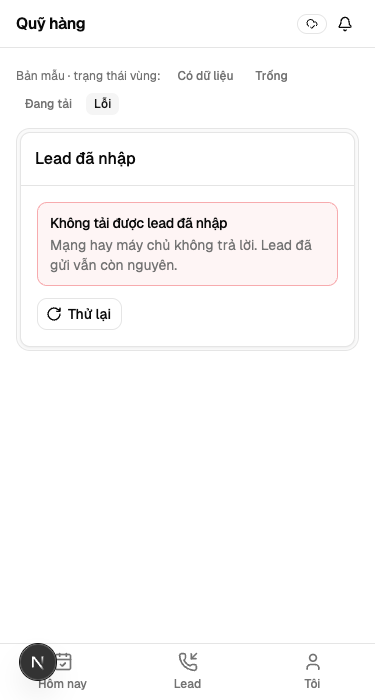 Quỹ hàng
Bản mẫu · trạng thái vùng: Có dữ liệu Trống
Đang tải Lỗi
Lead đã nhập
Không tải được lead đã nhập
Mạng hay máy chủ không trả lời. Lead đã
gửi vẫn còn nguyên.
Thử lại
N
Hôm nay Lead Tôi